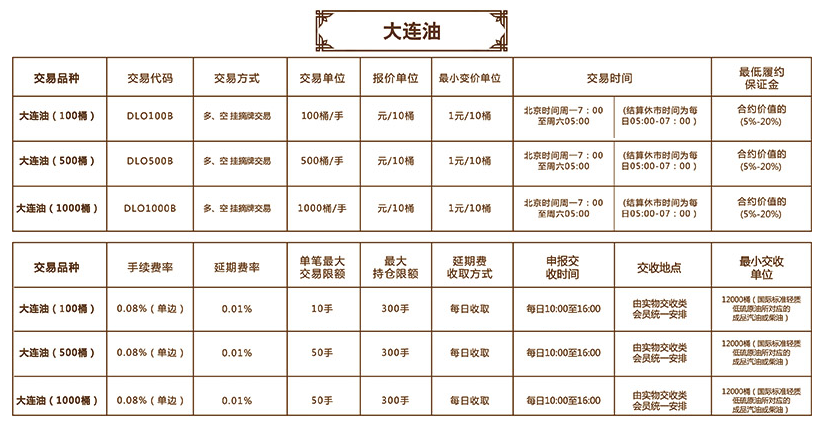 大连油
交易品种 交易代码 交易方式 交易单位 报价单位 最小变价单位 交易时间 最低履约
保证金
大连油（100桶） DLO100B 多、空 挂摘牌交易 100桶/手 元/10桶 1元/10桶 北京时间周一7：00
至周六05:00 (结算休市时间为每
日05:00-07：00 ) 合约价值的
(5%-20%)
大连油（500桶） DLO500B 多、空 挂摘牌交易 500桶/手 元/10桶 1元/10桶 北京时间周一7：00
至周六05:00 (结算休市时间为每
日05:00-07：00 ) 合约价值的
(5%-20%)
大连油（1000桶） DLO1000B 多、空 挂摘牌交易 1000桶/手 元/10桶 1元/10桶 北京时间周一7：00
至周六05:00 (结算休市时间为每
日05:00-07：00 ) 合约价值的
(5%-20%)
交易品种 手续费率 延期费率 单笔最大
交易限额 最大
持仓限额 延期费
收取方式 申报交
收时间 交收地点 最小交收
单位
大连油（100桶） 0.08%（单边） 0.01% 10手 300手 每日收取 每日10:00至16:00 由实物交收类
会员统一安排 12000桶（国际标准轻质
低硫原油所对应的
成品汽油或柴油）
大连油（500桶） 0.08%（单边） 0.01% 50手 300手 每日收取 每日10:00至16:00 由实物交收类
会员统一安排 12000桶（国际标准轻质
低硫原油所对应的
成品汽油或柴油）
大连油（1000桶） 0.08%（单边） 0.01% 50手 300手 每日收取 每日10:00至16:00 由实物交收类
会员统一安排 12000桶（国际标准轻质
低硫原油所对应的
成品汽油或柴油）